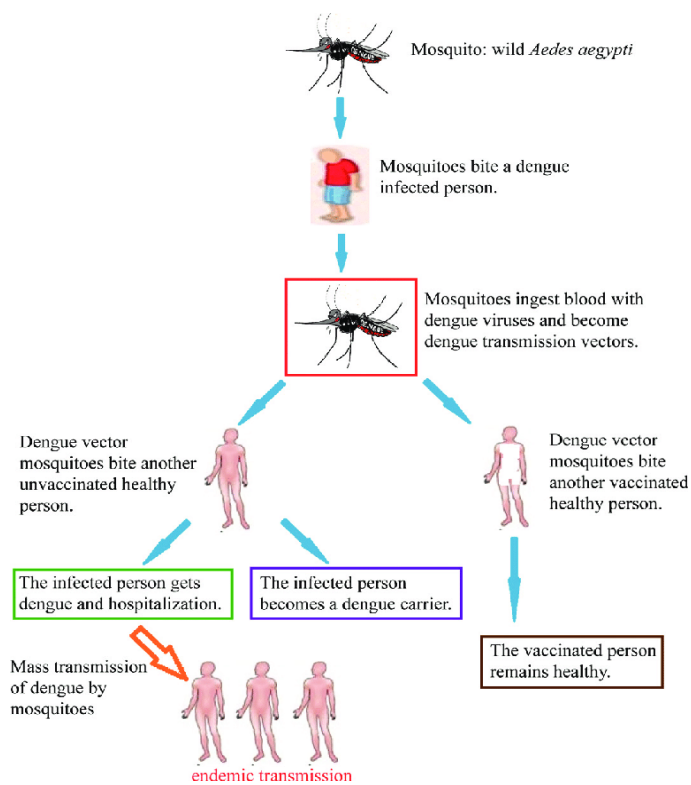 Mosquito: wild Aedes aegypti
Mosquitoes bite a dengue
infected person.
Mosquitoes ingest blood with
dengue viruses and become
dengue transmission vectors.
Dengue vector
mosquitoes bite another
unvaccinated healthy
person.
Dengue vector
mosquitoes bite
another vaccinated
healthy person.
The infected person gets
dengue and hospitalization.
The infected person
becomes a dengue carrier.
The vaccinated person
remains healthy.
Mass transmission
of dengue by
mosquitoes
endemic transmission